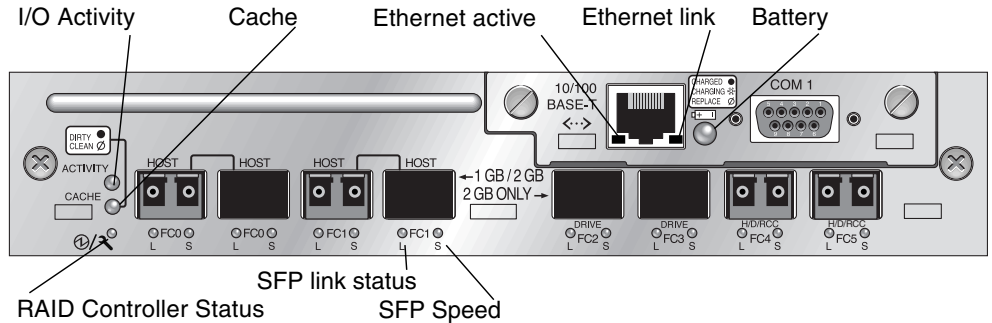 I/O Activity
Cache
Ethernet active
Ethernet link
Battery
10/100
BASE-T
<··>
CHARGED
CHARGING
REPLACE
+ –
COM 1
DIRTY
CLEAN
ACTIVITY
CACHE
HOST
HOST
HOST
HOST
←1 GB / 2 GB
2 GB ONLY→
DRIVE
DRIVE
H/D/RCC
H/D/RCC
FC0
L S
FC0
L S
FC1
L S
FC1
L S
FC2
L S
FC3
L S
FC4
L S
FC5
L S
SFP link status
RAID Controller Status
SFP Speed